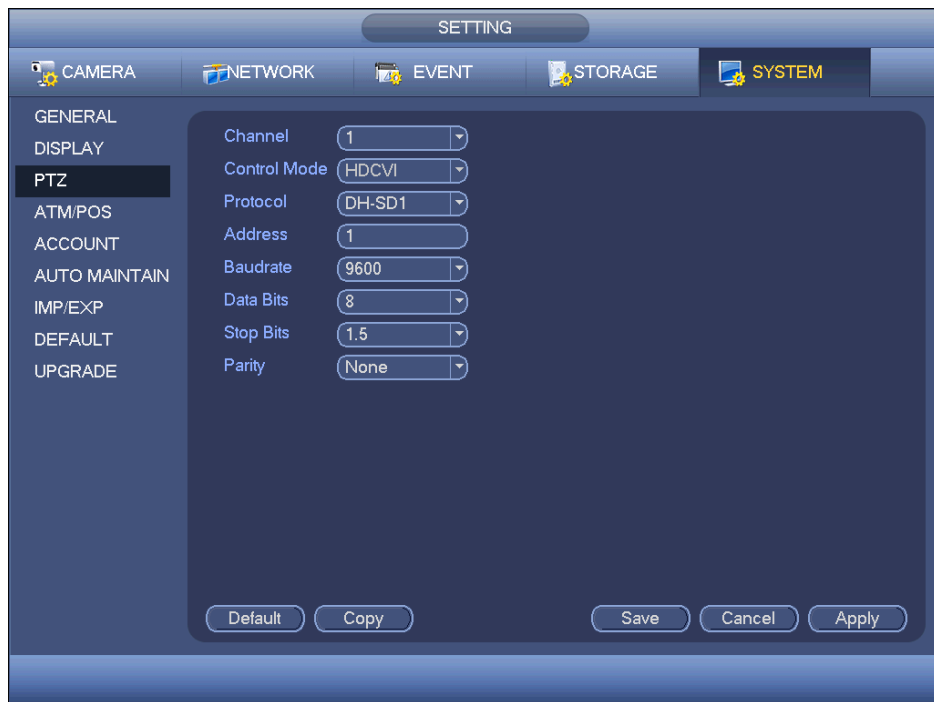 SETTING
CAMERA NETWORK EVENT STORAGE SYSTEM
GENERAL
DISPLAY
PTZ
ATM/POS
ACCOUNT
AUTO MAINTAIN
IMP/EXP
DEFAULT
UPGRADE
Channel 1
Control Mode HDCVI
Protocol DH-SD1
Address 1
Baudrate 9600
Data Bits 8
Stop Bits 1.5
Parity None
Default Copy Save Cancel Apply